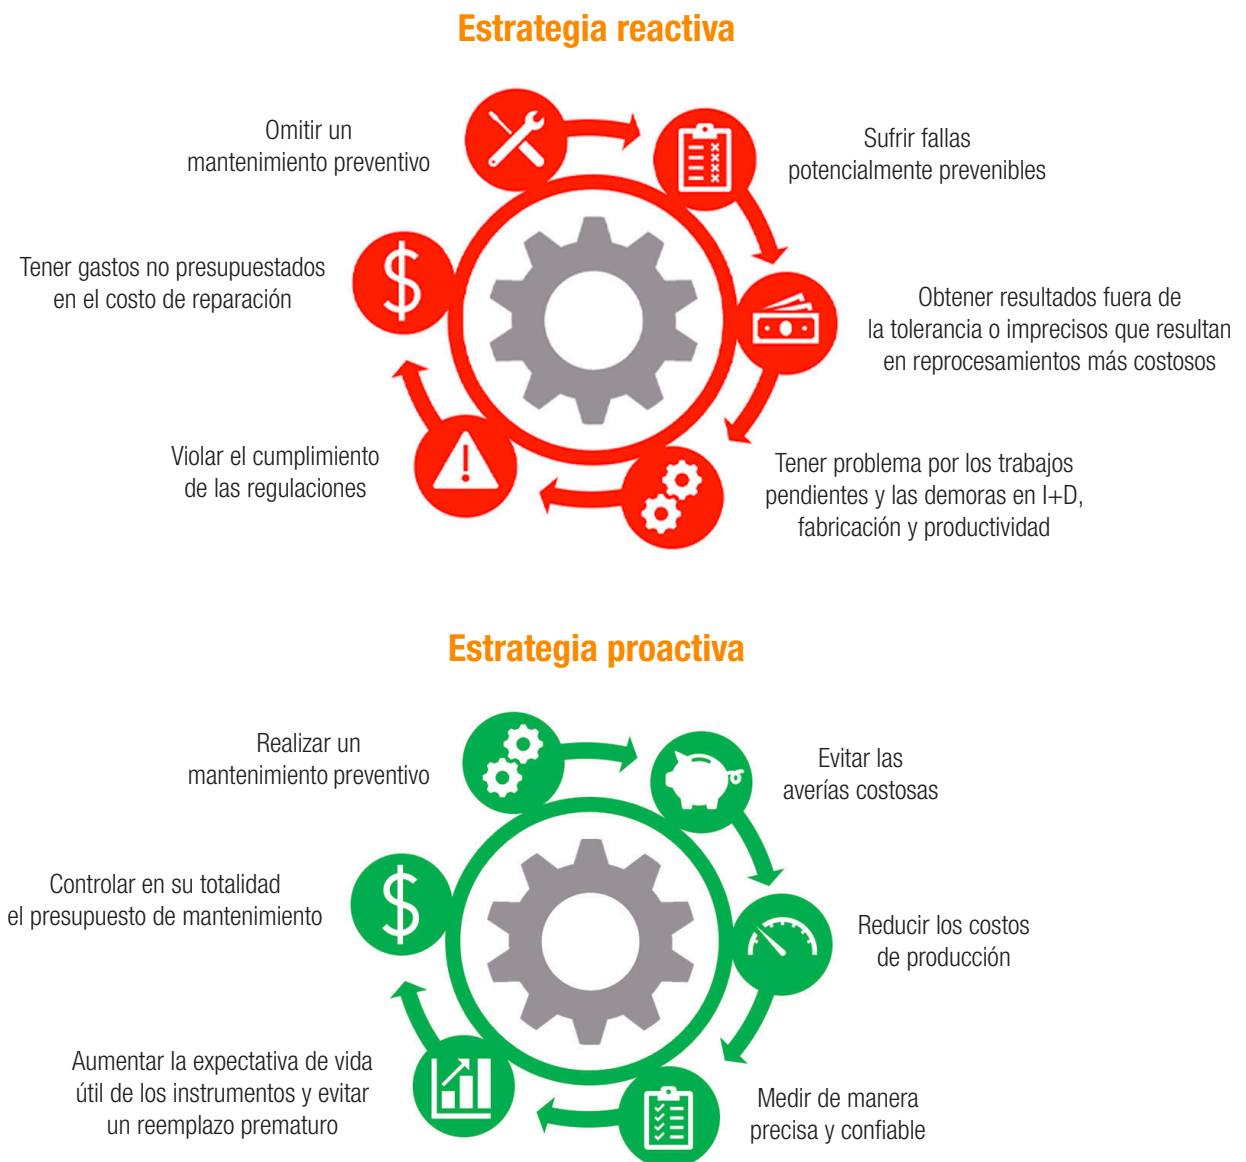 Estrategia reactiva
Omitir un
mantenimiento preventivo
Sufrir fallas
potencialmente prevenibles
Tener gastos no presupuestados
en el costo de reparación
Obtener resultados fuera de
la tolerancia o imprecisos que resultan
en reprocesamientos más costosos
Violar el cumplimiento
de las regulaciones
Tener problema por los trabajos
pendientes y las demoras en I+D,
fabricación y productividad
Estrategia proactiva
Realizar un
mantenimiento preventivo
Evitar las
averías costosas
Controlar en su totalidad
el presupuesto de mantenimiento
Reducir los costos
de producción
Aumentar la expectativa de vida
útil de los instrumentos y evitar
un reemplazo prematuro
Medir de manera
precisa y confiable